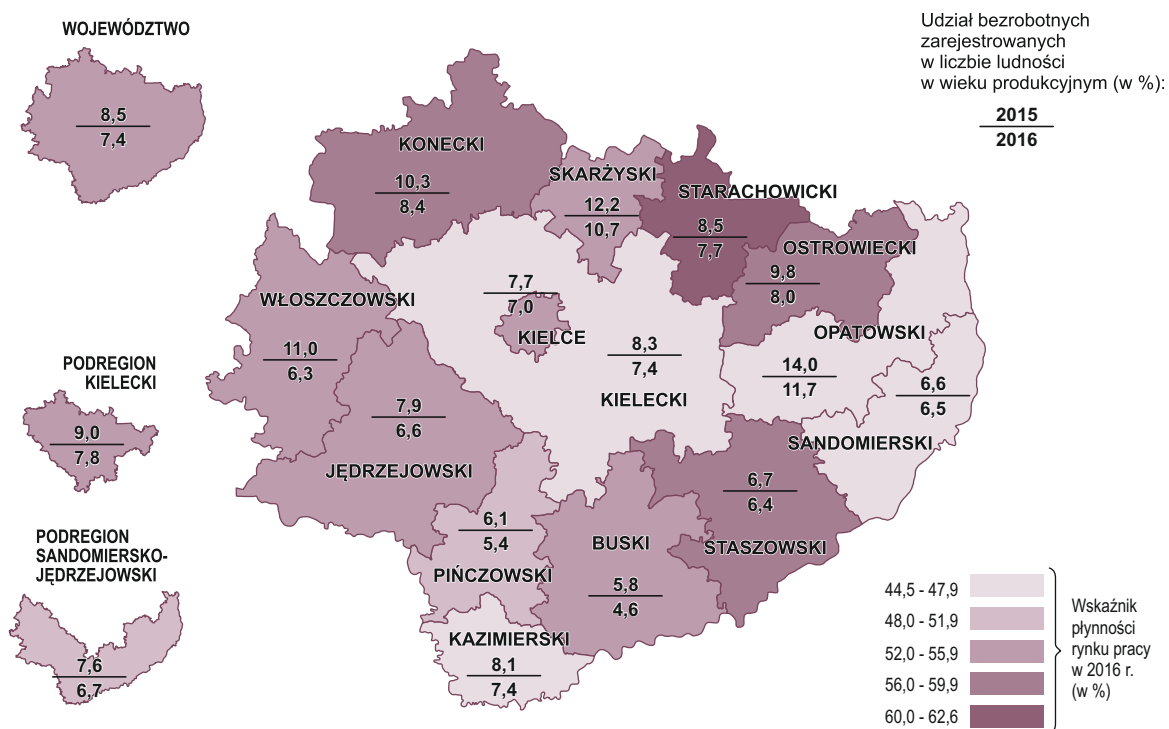 WOJEWÓDZTWO
8,5
7,4
PODREGION
KIELECKI
9,0
7,8
PODREGION
SANDOMIERSKO-
JĘDRZEJOWSKI
7,6
6,7
Udział bezrobotnych
zarejestrowanych
w liczbie ludności
w wieku produkcyjnym (w %):
2015
2016
KONECKI
10,3
8,4
SKARŻYSKI
12,2
10,7
STARACHOWICKI
8,5
7,7
OSTROWIECKI
9,8
8,0
WŁOSZCZOWSKI
11,0
6,3
7,7
7,0
KIELCE
8,3
7,4
KIELECKI
OPATOWSKI
14,0
11,7
6,6
6,5
SANDOMIERSKI
7,9
6,6
JĘDRZEJOWSKI
6,7
6,4
STASZOWSKI
6,1
5,4
PIŃCZOWSKI
BUSKI
5,8
4,6
KAZIMIERSKI
8,1
7,4
44,5 - 47,9
48,0 - 51,9
52,0 - 55,9
56,0 - 59,9
60,0 - 62,6
Wskaźnik
płynności
rynku pracy
w 2016 r.
(w %)